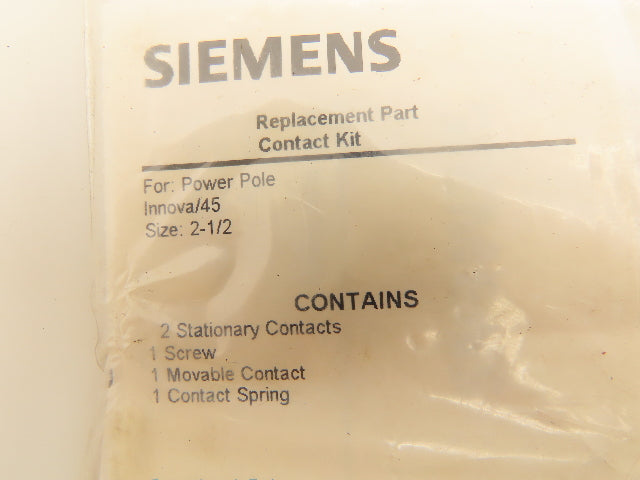 SIEMENS
Replacement Part
Contact Kit
For: Power Pole
Innova/45
Size: 2-1/2
CONTAINS
2 Stationary Contacts
1 Screw
1 Movable Contact
1 Contact Spring